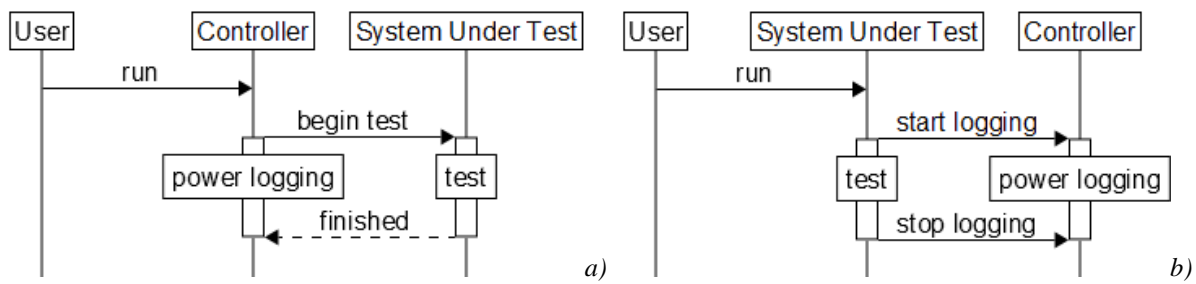 User Controller System Under Test
run
begin test
power logging test
finished
a)
User System Under Test Controller
run
start logging
test power logging
stop logging
b)